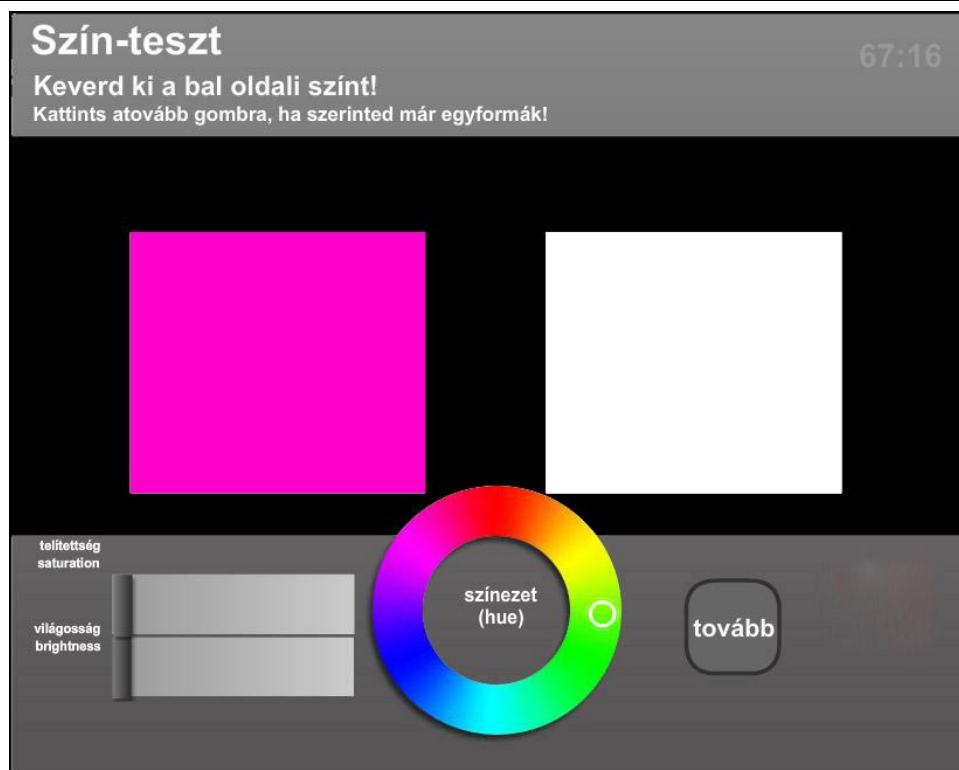 Szín-teszt
67:16
Keverd ki a bal oldali színt!
Kattints atovább gombra, ha szerinted már egyformák!
telítettség
saturation
világosság
brightness
színezet
(hue)
tovább